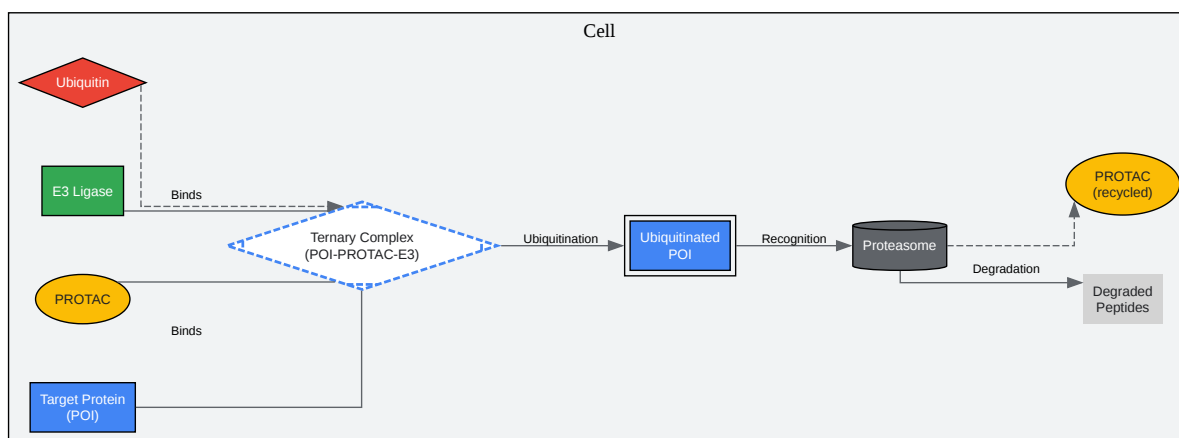 Cell
Ubiquitin
E3 Ligase
Binds
PROTAC
Binds
Target Protein
(POI)
Ternary Complex
(POI-PROTAC-E3)
Ubiquitination
Ubiquitinated
POI
Recognition
Proteasome
PROTAC
(recycled)
Degradation
Degraded
Peptides